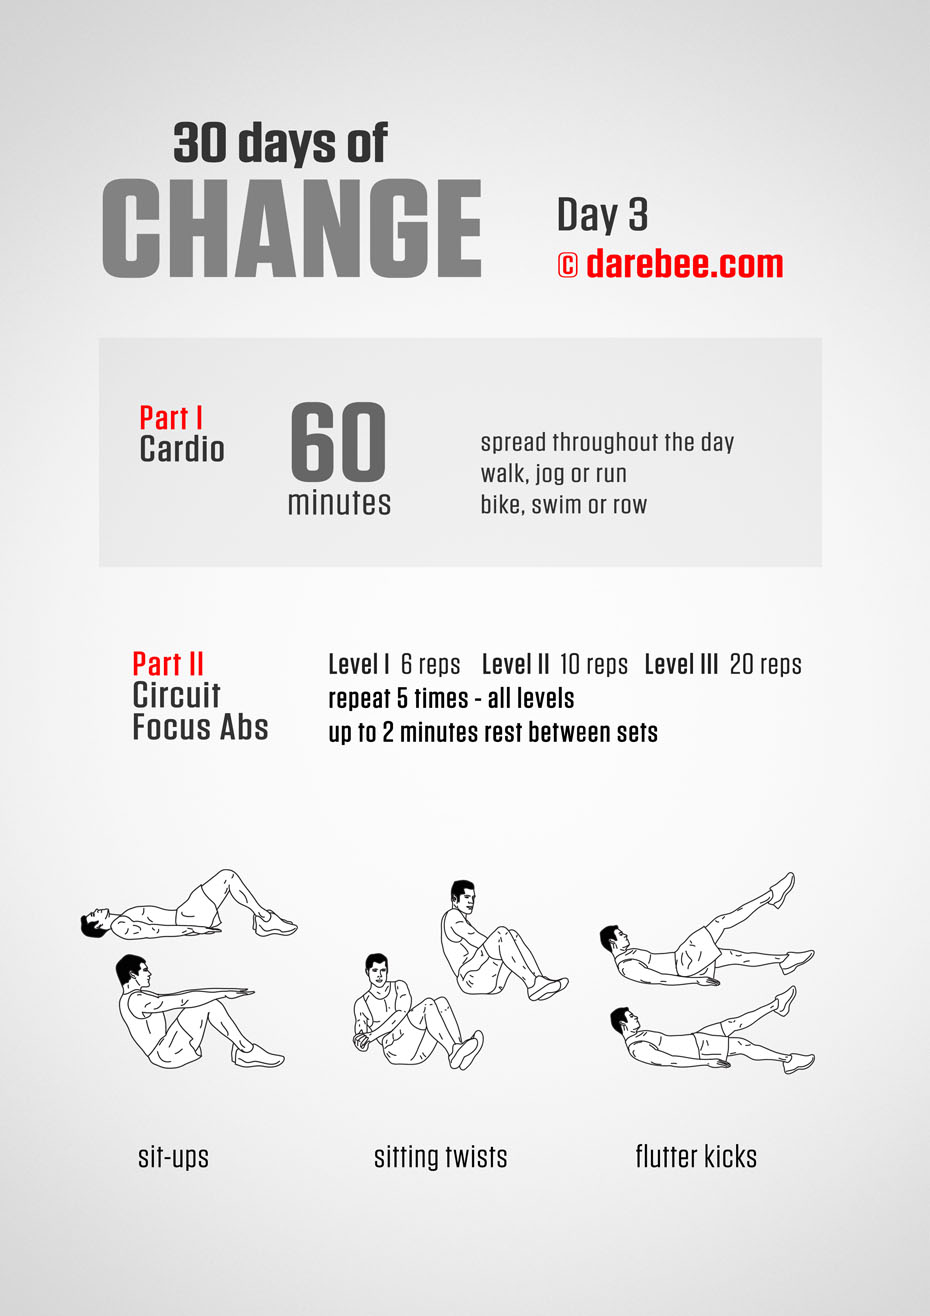 30 days of
CHANGE
Day 3
© darebee.com
Part I
Cardio
60
minutes
spread throughout the day
walk, jog or run
bike, swim or row
Part II
Circuit
Focus Abs
Level I 6 reps Level II 10 reps Level III 20 reps
repeat 5 times - all levels
up to 2 minutes rest between sets
sit-ups
sitting twists
flutter kicks